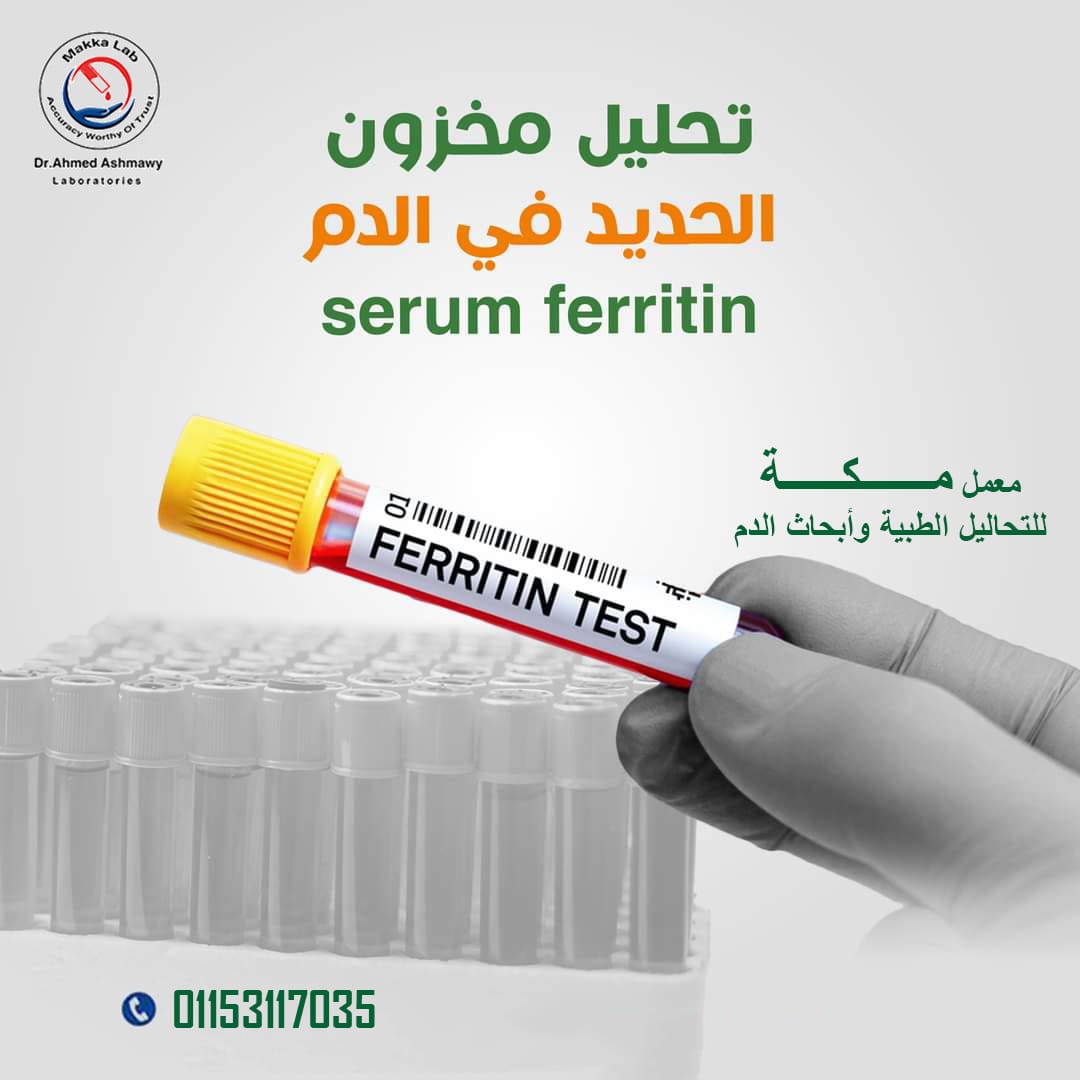 Makka Lab
Accuracy Worthy Of Trust
Dr.Ahmed Ashmawy
Laboratories
تحليل مخزون
الحديد في الدم
serum ferritin
معمل مـــــكـــــة
للتحاليل الطبية وأبحاث الدم
01
FERRITIN TEST
01153117035